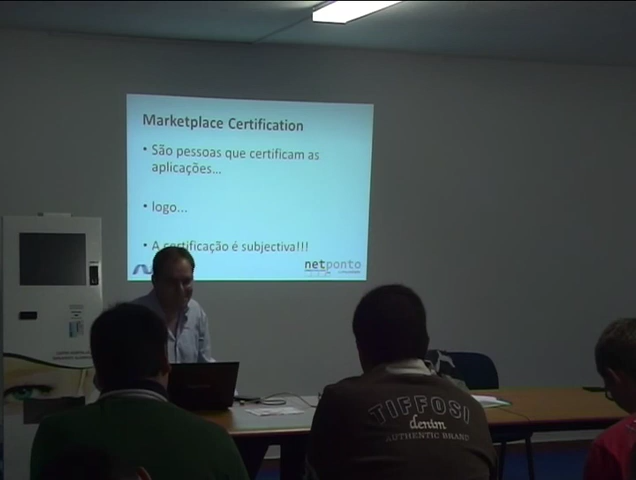 Marketplace Certification
• São pessoas que certificam as
aplicações...
• logo...
• A certificação é subjectiva!!!
netponto
TIFFOSI
denim
AUTHENTIC BRAND